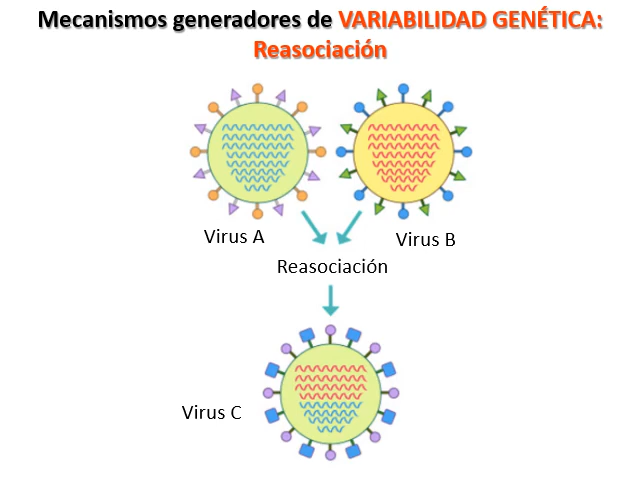 Mecanismos generadores de VARIABILIDAD GENÉTICA:
Reasociación
Virus A
Virus B
Reasociación
Virus C